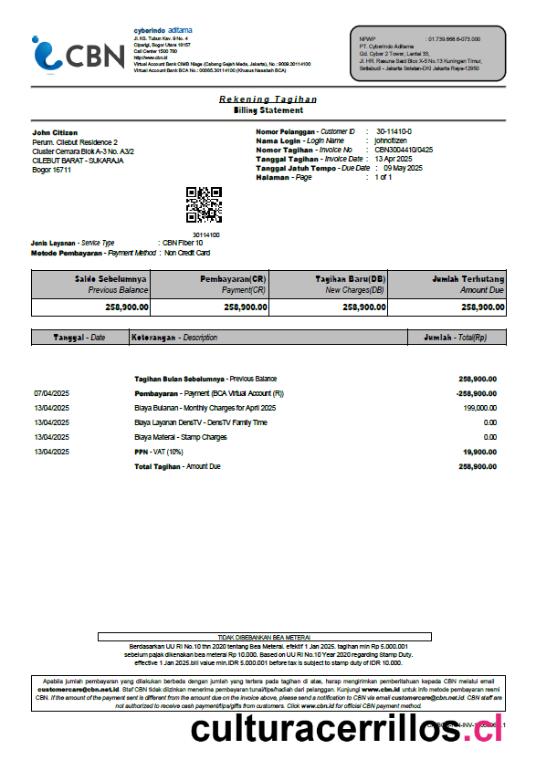 CBN
cyberindo aditama
Jl. KS. Tubun Kav. 9 No. 4
Ciparigi, Bogor Utara 16157
Call Center 1500 780
http://www.cbn.id
Virtual Account Bank CIMB Niaga (Cabang Gajah Mada, Jakarta), No : 9009.30114100
Virtual Account BCA No.: 00665.30114100 (Khusus Nasabah BCA)
NPWP : 01.739.668.6-073.000
PT. Cyberindo Aditama
Gd. Cyber 2 Tower, Lantai 33,
Jl. HR. Rasuna Said Blox X-5 No.13 Kuningan Timur,
Setiabudi - Jakarta Selatan-DKI Jakarta Raya-12950
Rekening Tagihan
Billing Statement
John Citizen
Perum. Cilebut Residence 2
Cluster Cemara Blok A-3 No. A3/2
CILEBUT BARAT - SUKARAJA
Bogor 16711
Nomor Pelanggan - Customer ID : 30-11410-0
Nama Login - Login Name : johncitizen
Nomor Tagihan - Invoice No : CBN3004410/0425
Tanggal Tagihan - Invoice Date : 13 Apr 2025
Tanggal Jatuh Tempo - Due Date : 09 May 2025
Halaman - Page : 1 of 1
30114100
Jenis Layanan - Service Type : CBN Fiber 10
Metode Pembayaran - Payment Method : Non Credit Card
Saldo Sebelumnya Pembayaran(CR) Tagihan Baru(DB) Jumlah Terhutang
Previous Balance Payment(CR) New Charges(DB) Amount Due
258,900.00 258,900.00 258,900.00 258,900.00
Tanggal - Date Keterangan - Description Jumlah - Total(Rp)
Tagihan Bulan Sebelumnya - Previous Balance 258,900.00
07/04/2025 Pembayaran - Payment (BCA Virtual Account (R)) -258,900.00
13/04/2025 Biaya Bulanan - Monthly Charges for April 2025 199,000.00
13/04/2025 Biaya Layanan DensTV - DensTV Family Time 0.00
13/04/2025 Biaya Materai - Stamp Charges 0.00
13/04/2025 PPN - VAT (10%) 19,900.00
Total Tagihan - Amount Due 258,900.00
TIDAK DIBEBANKAN BEA METERAI
Berdasarkan UU RI No.10 thn 2020 tentang Bea Meterai, efektif 1 Jan 2025, tagihan min Rp 5.000.001
sebelum pajak dikenakan bea meterai Rp 10.000. Based on UU RI No.10 Year 2020 regarding Stamp Duty,
effective 1 Jan 2025.bill value min.IDR 5.000.001 before tax is subject to stamp duty of IDR 10.000.
Apabila jumlah pembayaran yang dilakukan berbeda dengan jumlah yang tertera pada tagihan di atas, harap mengirimkan pemberitahuan kepada CBN melalui email
customercare@cbn.net.id. Staf CBN tidak diizinkan menerima pembayaran tunai/tips/hadiah dari pelanggan. Kunjungi www.cbn.id untuk info metode pembayaran resmi
CBN. If the amount of the payment sent is different from the amount due on the invoice above, please send a notification to CBN via email customercare@cbn.net.id. CBN staff are
not authorized to receive cash payment/tips/gifts from customers. Click www.cbn.id for official CBN payment method.
culturacerrillos.cl